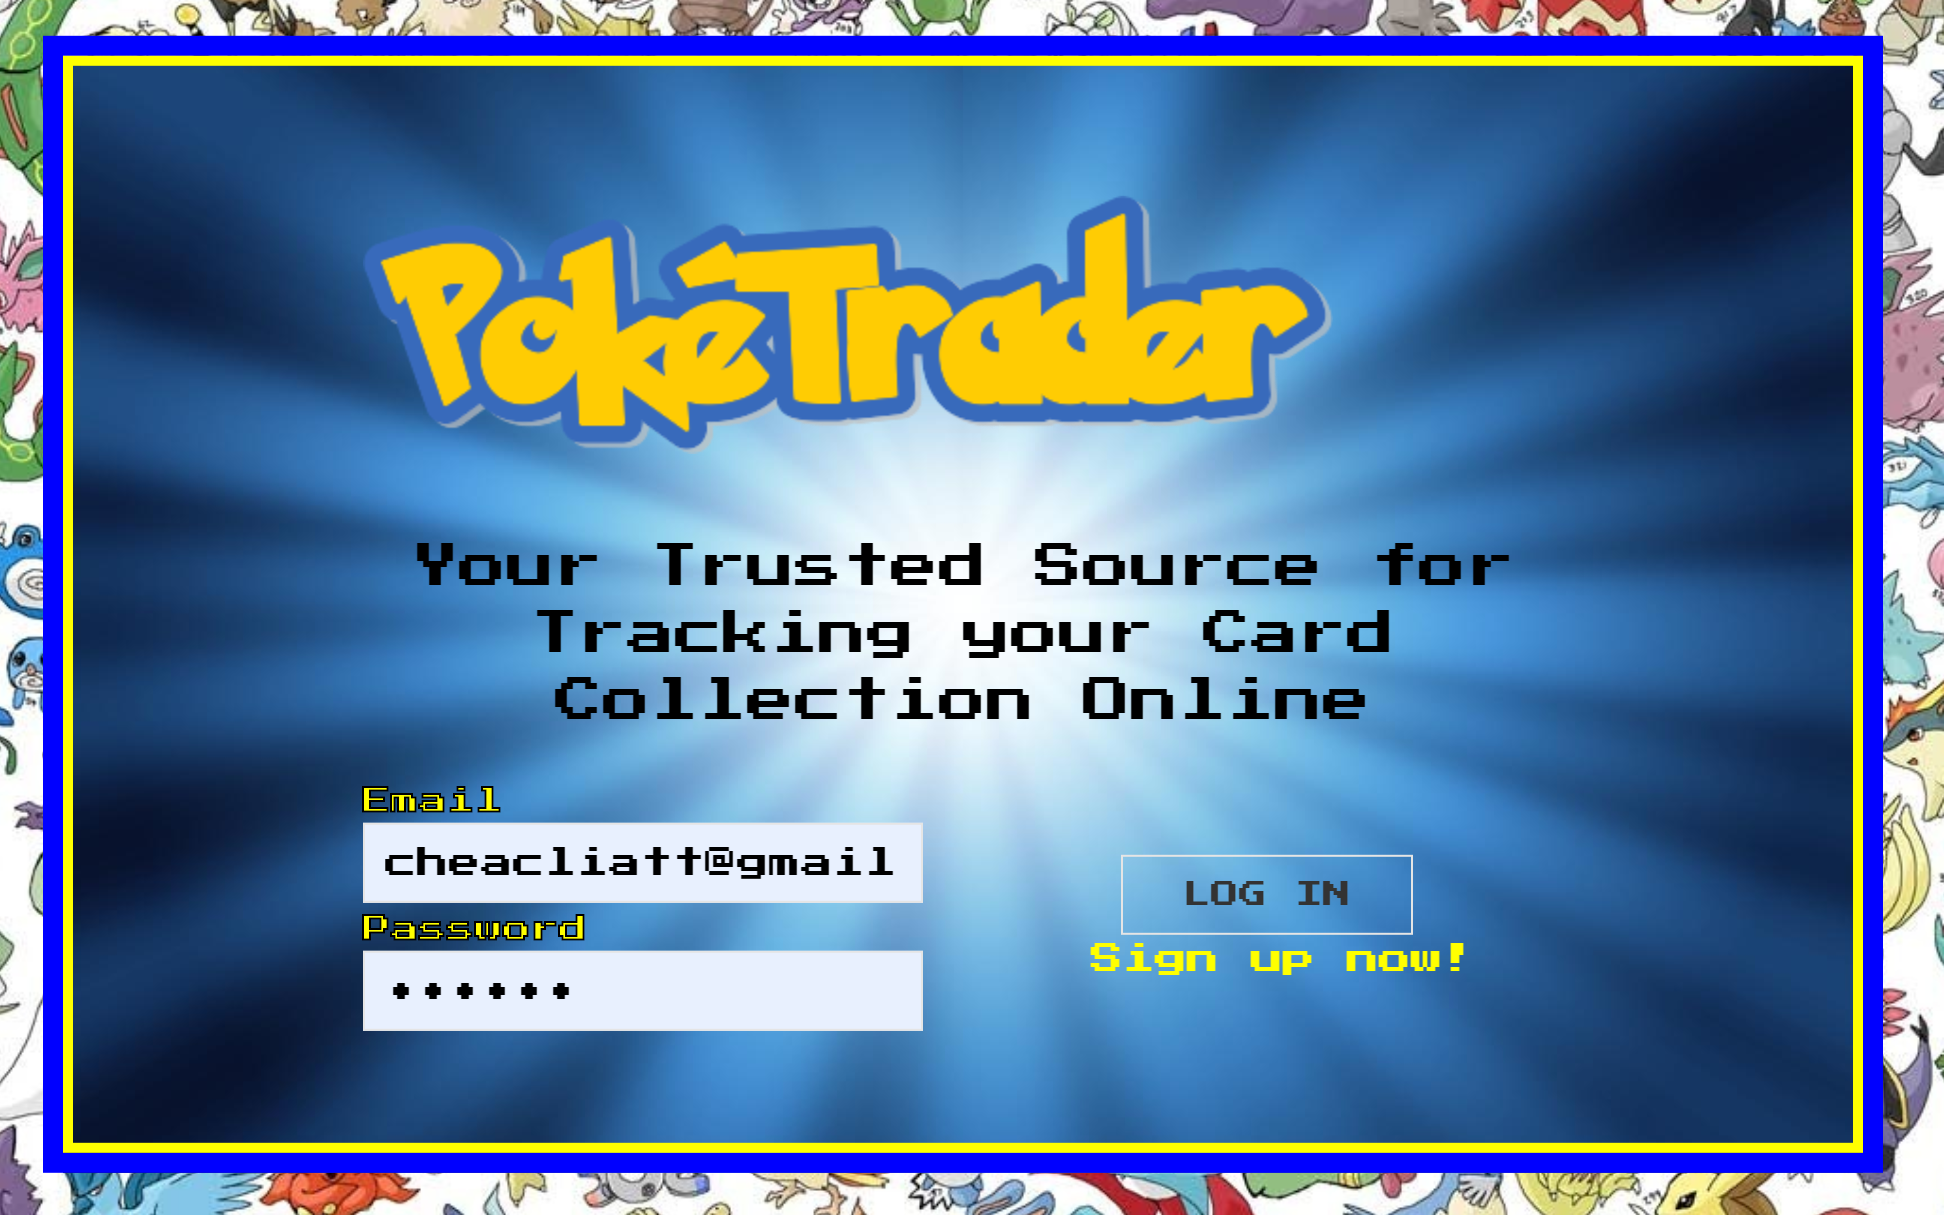 PokéTrader
Your Trusted Source for
Tracking your Card
Collection Online
Email
cheacliatt@gmail
Password
LOG IN
Sign up now!